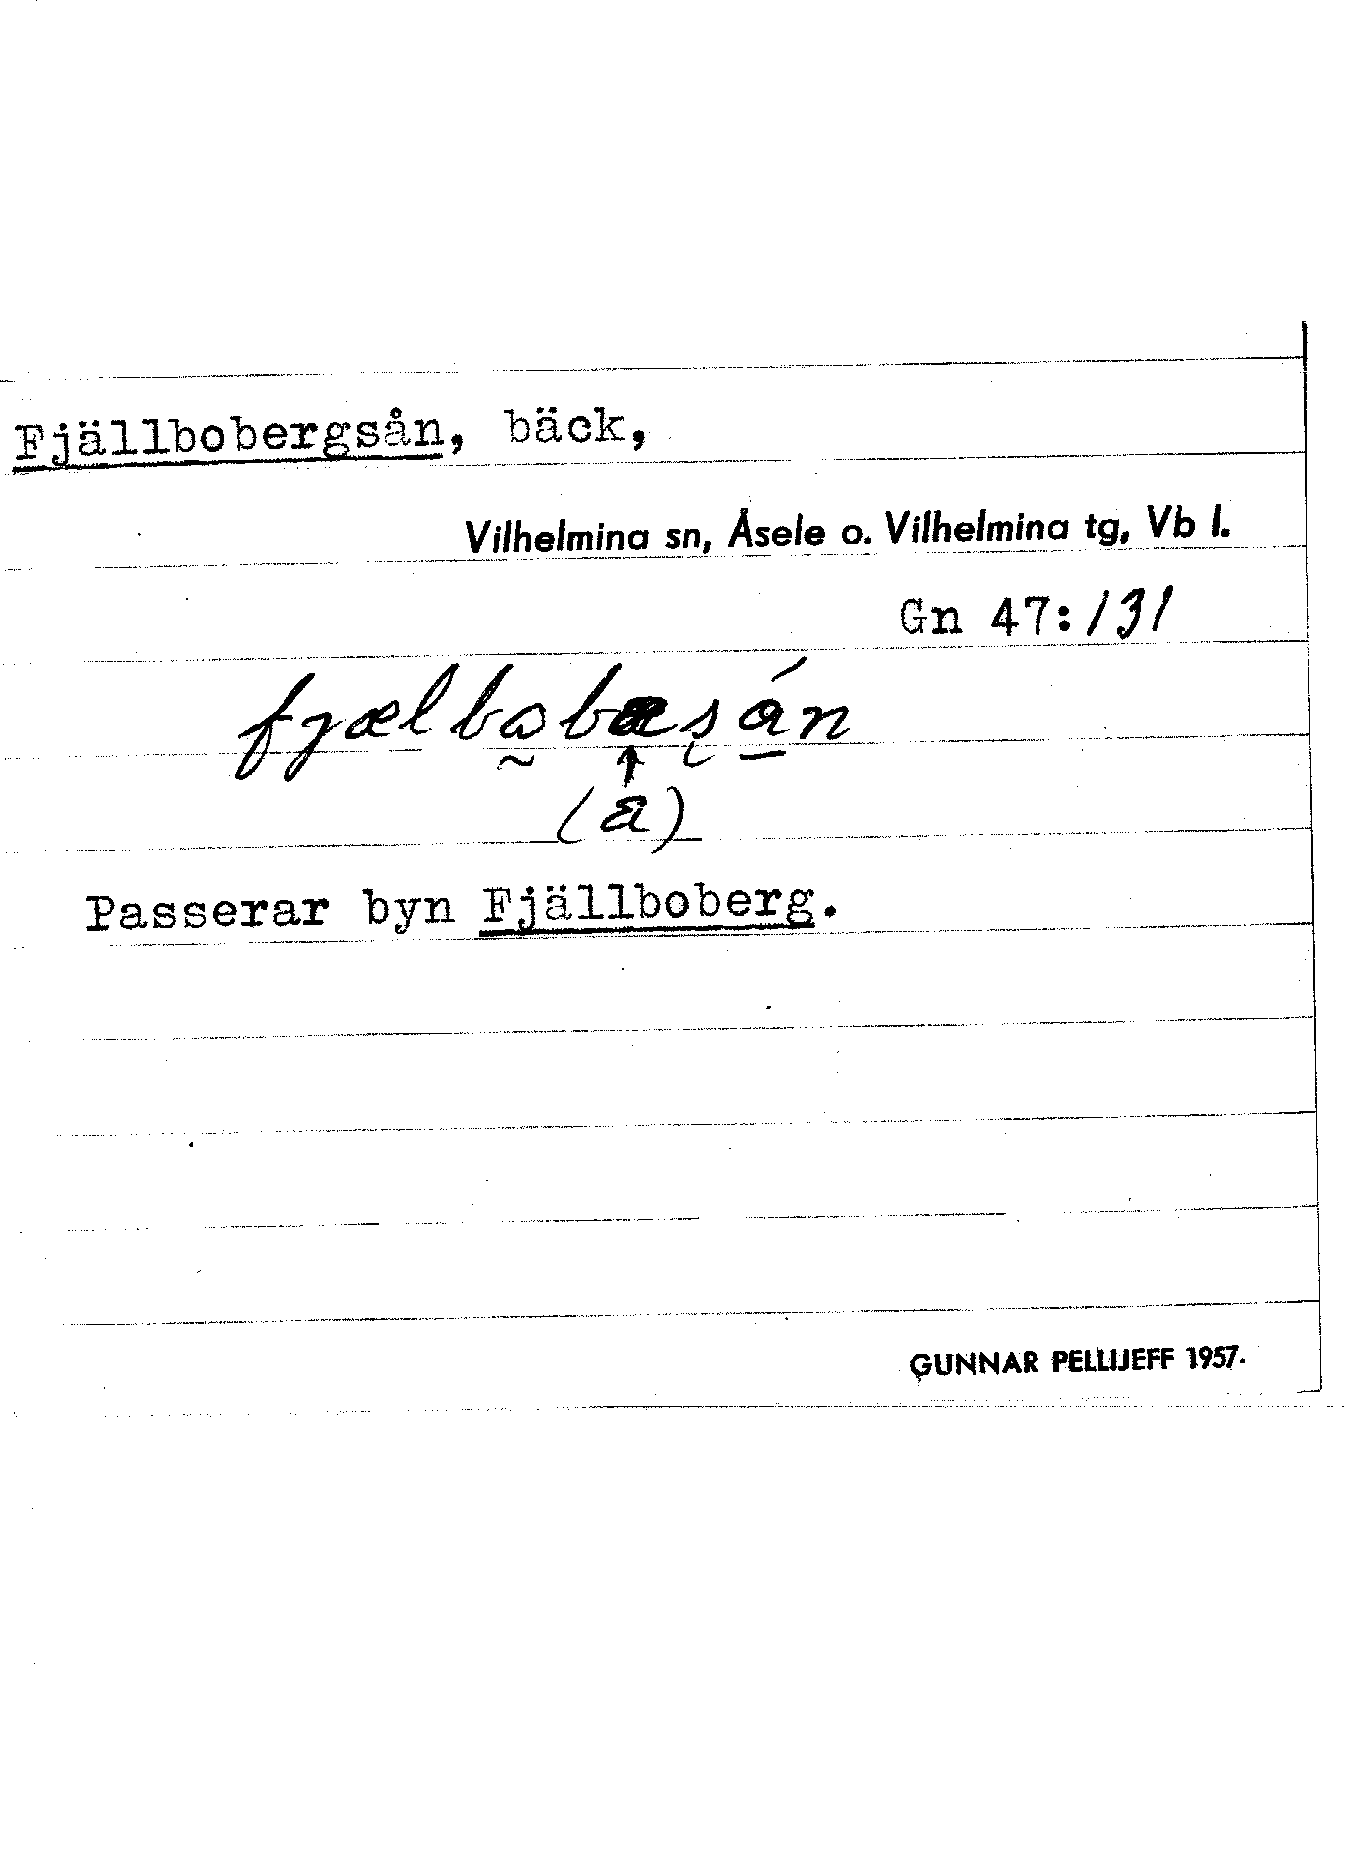 Fjällbobergsån, bäck,
Vilhelmina sn, Åsele o. Vilhelmina tg, Vb l.
Gn 47:131
fjælbobæsån
(a)
Passerar byn Fjällboberg.
GUNNAR PELLIJEFF 1957.